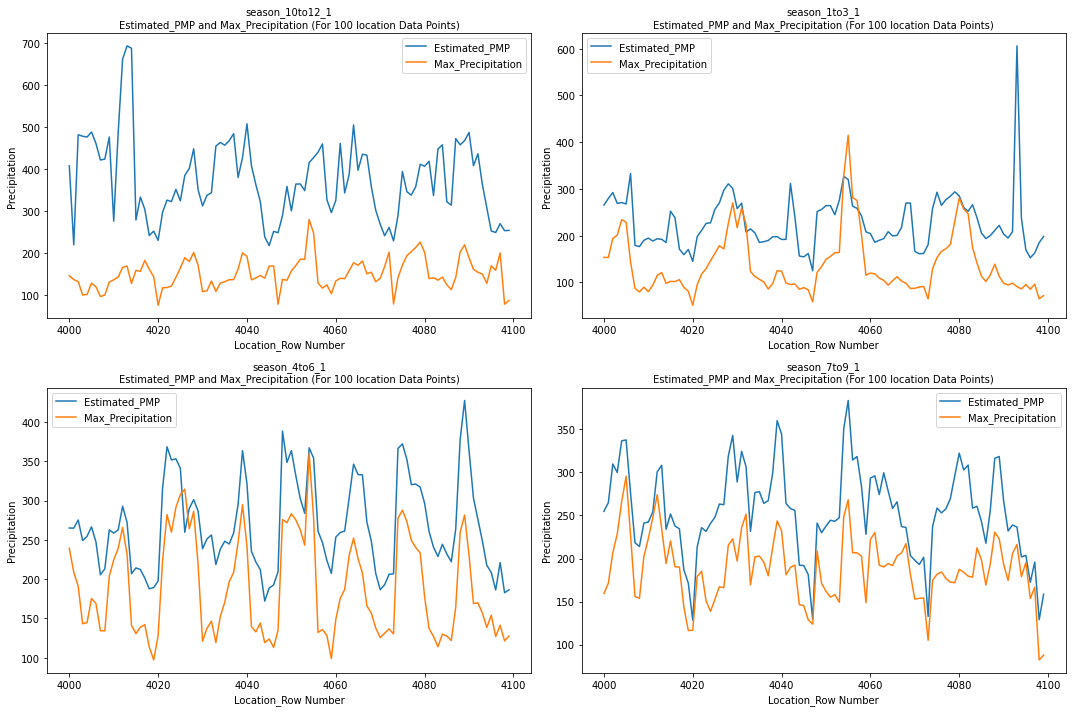 season_10to12_1
Estimated_PMP and Max_Precipitation (For 100 location Data Points)
700
600
500
400
300
200
100
Precipitation
Estimated_PMP
Max_Precipitation
4000 4020 4040 4060 4080 4100
Location_Row Number
season_1to3_1
Estimated_PMP and Max_Precipitation (For 100 location Data Points)
600
500
400
300
200
100
Precipitation
Estimated_PMP
Max_Precipitation
4000 4020 4040 4060 4080 4100
Location_Row Number
season_4to6_1
Estimated_PMP and Max_Precipitation (For 100 location Data Points)
400
350
300
250
200
150
100
Precipitation
Estimated_PMP
Max_Precipitation
4000 4020 4040 4060 4080 4100
Location_Row Number
season_7to9_1
Estimated_PMP and Max_Precipitation (For 100 location Data Points)
350
300
250
200
150
100
Precipitation
Estimated_PMP
Max_Precipitation
4000 4020 4040 4060 4080 4100
Location_Row Number